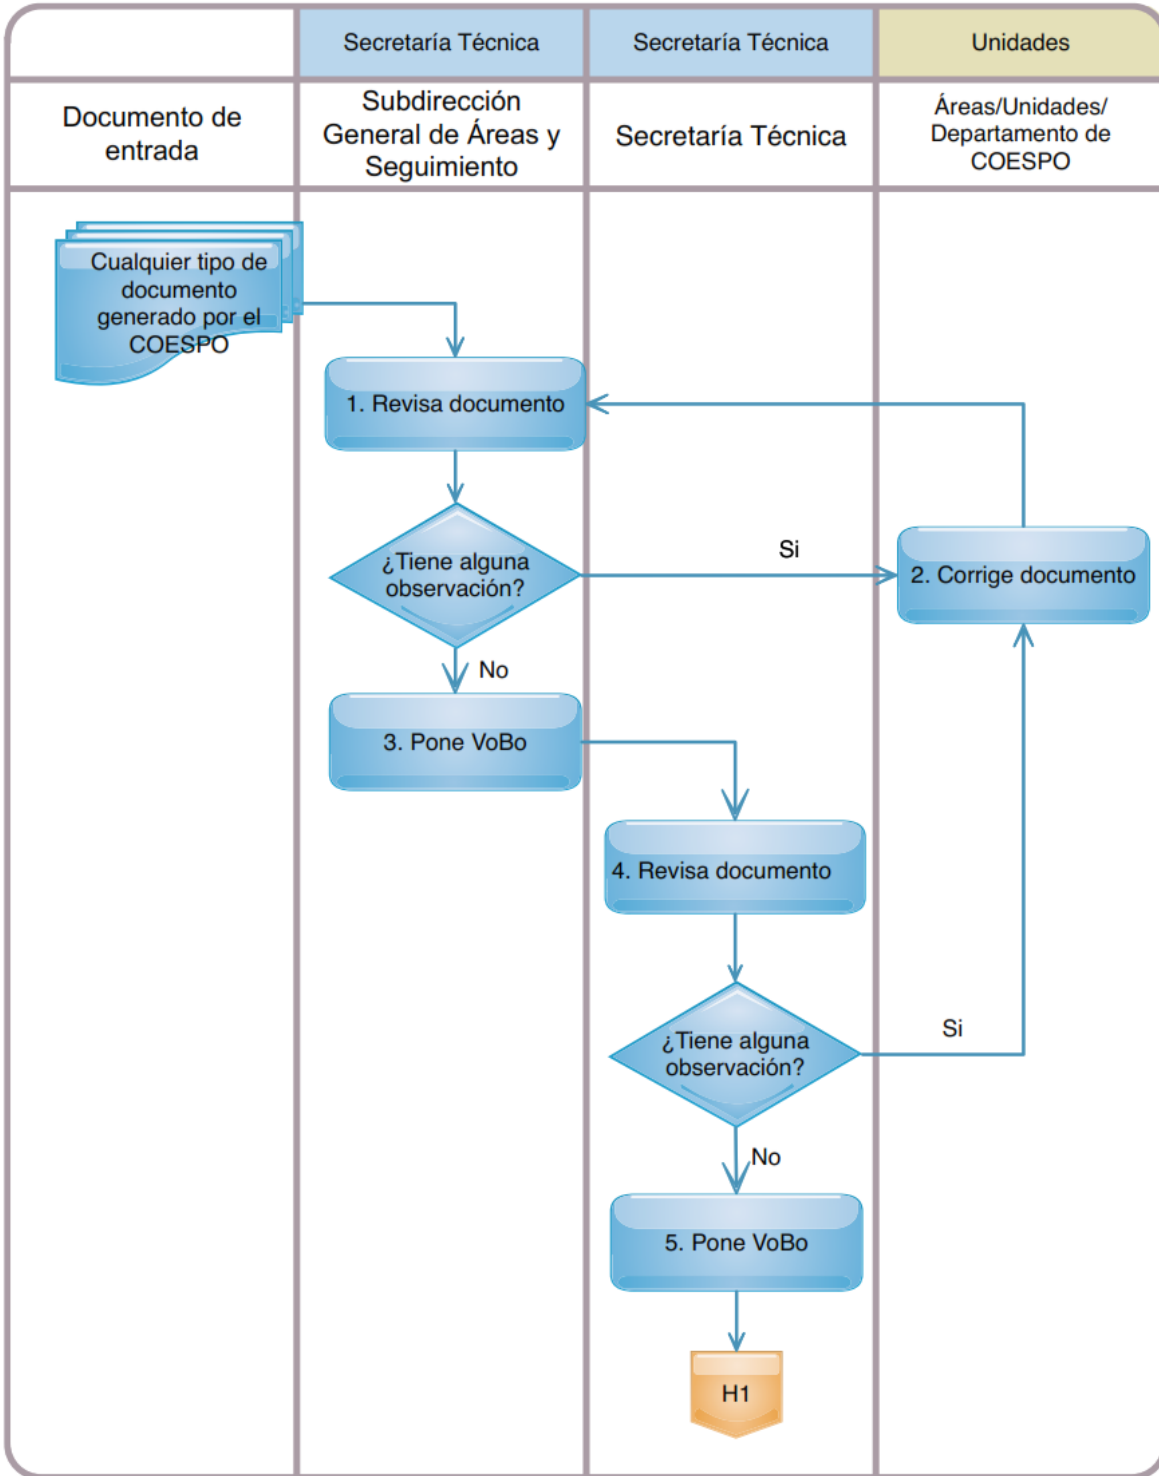 Secretaría Técnica
Secretaría Técnica
Unidades
Documento de
entrada
Subdirección
General de Áreas y
Seguimiento
Secretaría Técnica
Áreas/Unidades/
Departamento de
COESPO
Cualquier tipo de
documento
generado por el
COESPO
1. Revisa documento
¿Tiene alguna
observación?
Si
2. Corrige documento
No
3. Pone VoBo
4. Revisa documento
¿Tiene alguna
observación?
Si
No
5. Pone VoBo
H1